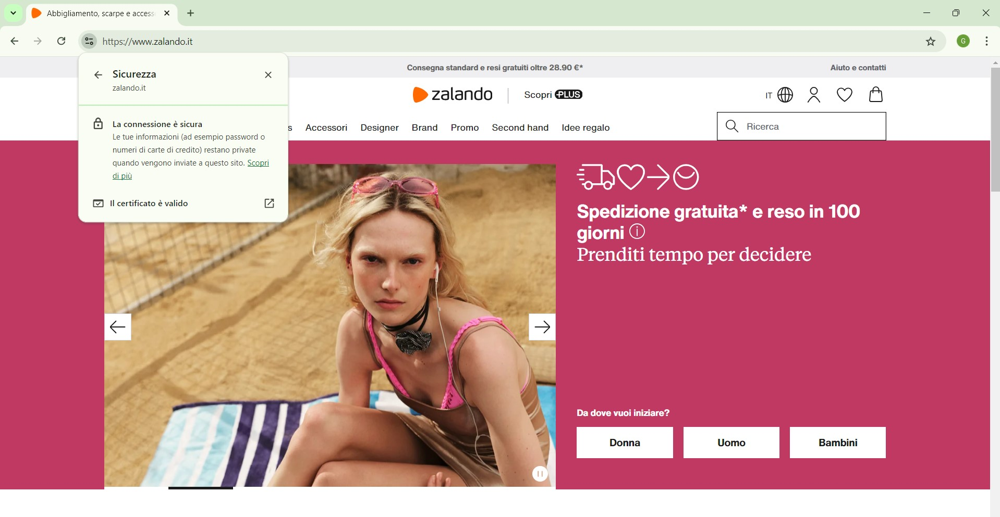 Abbigliamento, scarpe e access
https://www.zalando.it
G
Sicurezza
zalando.it
La connessione è sicura
Le tue informazioni (ad esempio password o
numeri di carte di credito) restano private
quando vengono inviate a questo sito. Scopri
di più
Il certificato è valido
Consegna standard e resi gratuiti oltre 28.90 €*
Aiuto e contatti
zalando
Scopri PLUS
IT
s Accessori Designer Brand Promo Second hand Idee regalo
Ricerca
Spedizione gratuita* e reso in 100
giorni
Prenditi tempo per decidere
Da dove vuoi iniziare?
Donna
Uomo
Bambini